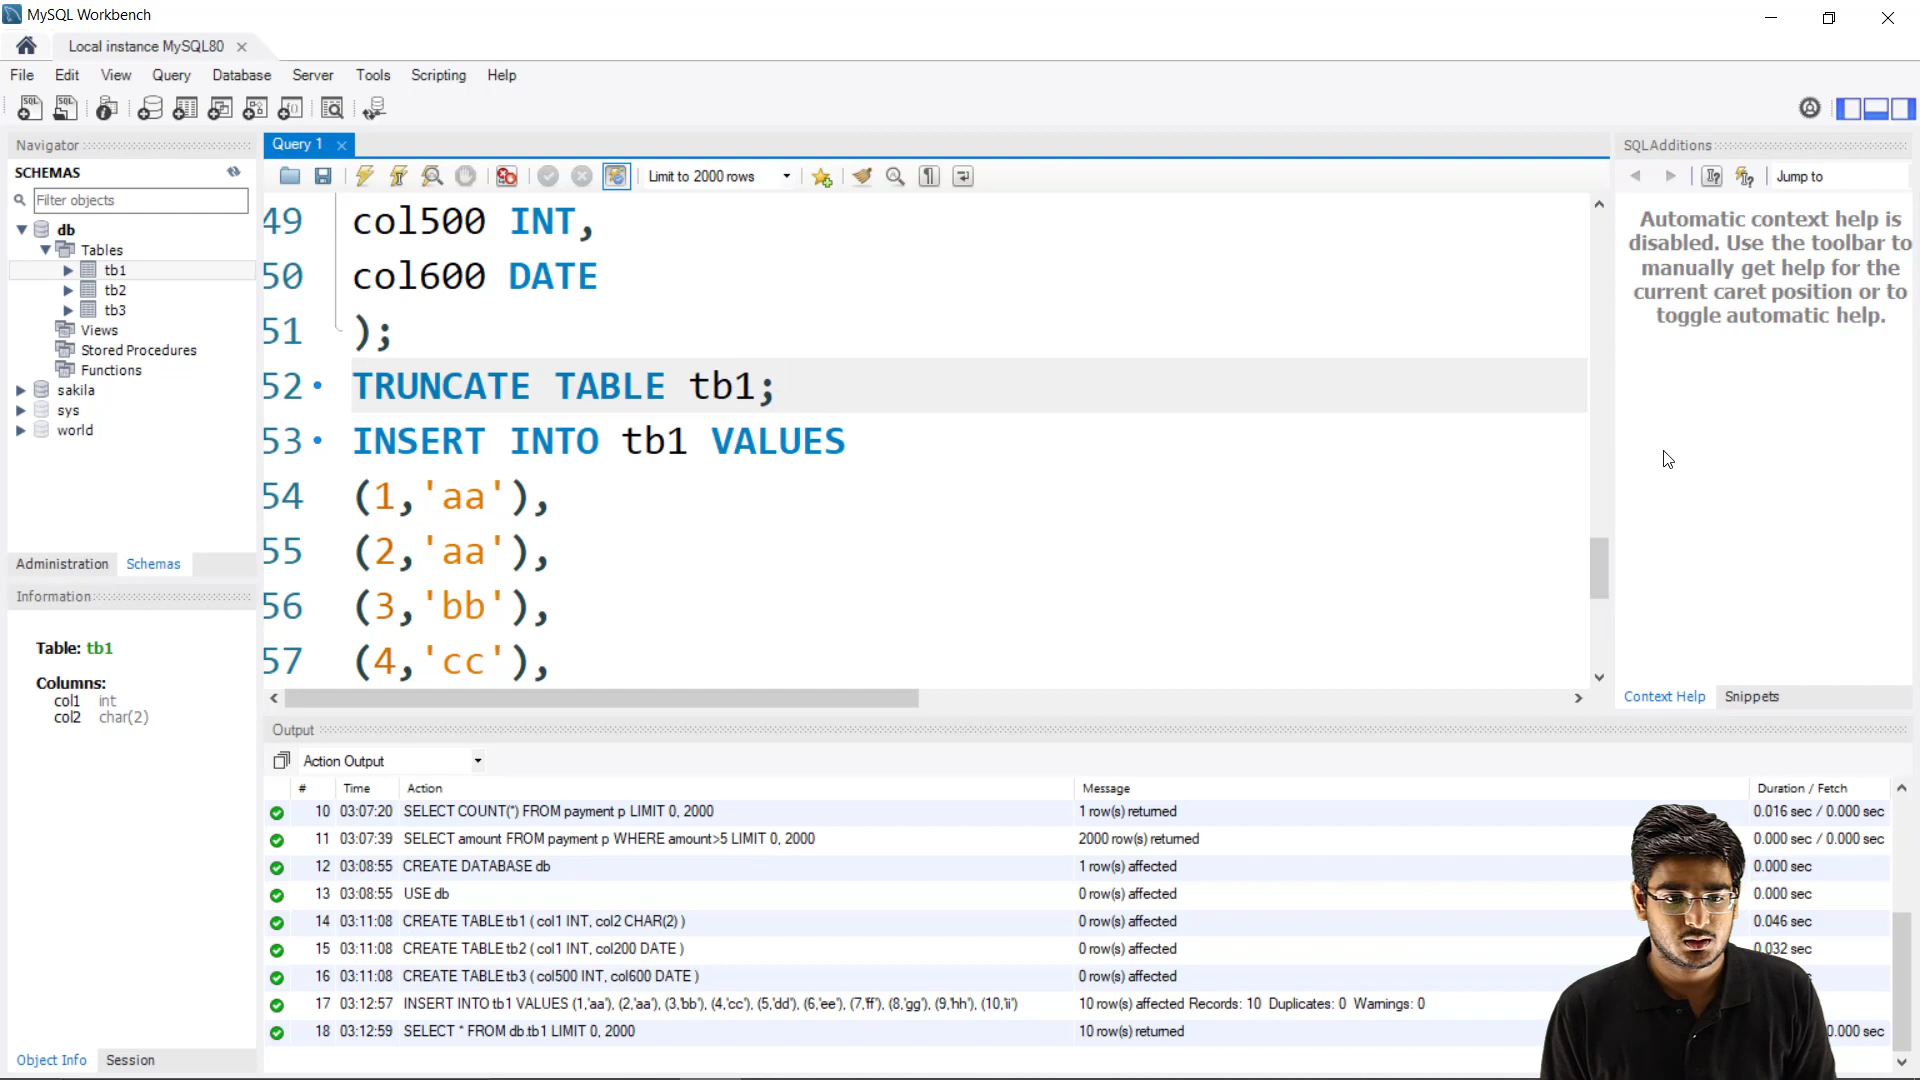 MySQL Workbench
Local instance MySQL80
File Edit View Query Database Server Tools Scripting Help
Navigator
SCHEMAS
Filter objects
db
Tables
tb1
tb2
tb3
Views
Stored Procedures
Functions
sakila
sys
world
Administration Schemas
Information
Table: tb1
Columns:
col1 int
col2 char(2)
Object Info Session
Query 1
Limit to 2000 rows
49 col500 INT,
50 col600 DATE
51 );
52 TRUNCATE TABLE tb1;
53 INSERT INTO tb1 VALUES
54 (1,'aa'),
55 (2,'aa'),
56 (3,'bb'),
57 (4,'cc'),
SQLAdditions
Jump to
Automatic context help is
disabled. Use the toolbar to
manually get help for the
current caret position or to
toggle automatic help.
Context Help Snippets
Output
Action Output
# Time Action Message Duration / Fetch
10 03:07:20 SELECT COUNT(*) FROM payment p LIMIT 0, 2000 1 row(s) returned 0.016 sec / 0.000 sec
11 03:07:39 SELECT amount FROM payment p WHERE amount>5 LIMIT 0, 2000 2000 row(s) returned 0.000 sec / 0.000 sec
12 03:08:55 CREATE DATABASE db 1 row(s) affected 0.000 sec
13 03:08:55 USE db 0 row(s) affected 0.000 sec
14 03:11:08 CREATE TABLE tb1 ( col1 INT, col2 CHAR(2) ) 0 row(s) affected 0.046 sec
15 03:11:08 CREATE TABLE tb2 ( col1 INT, col200 DATE ) 0 row(s) affected 0.032 sec
16 03:11:08 CREATE TABLE tb3 ( col500 INT, col600 DATE ) 0 row(s) affected
17 03:12:57 INSERT INTO tb1 VALUES (1,'aa'), (2,'aa'), (3,'bb'), (4,'cc'), (5,'dd'), (6,'ee'), (7,'ff'), (8,'gg'), (9,'hh'), (10,'ii') 10 row(s) affected Records: 10 Duplicates: 0 Warnings: 0
18 03:12:59 SELECT * FROM db.tb1 LIMIT 0, 2000 10 row(s) returned 0.000 sec